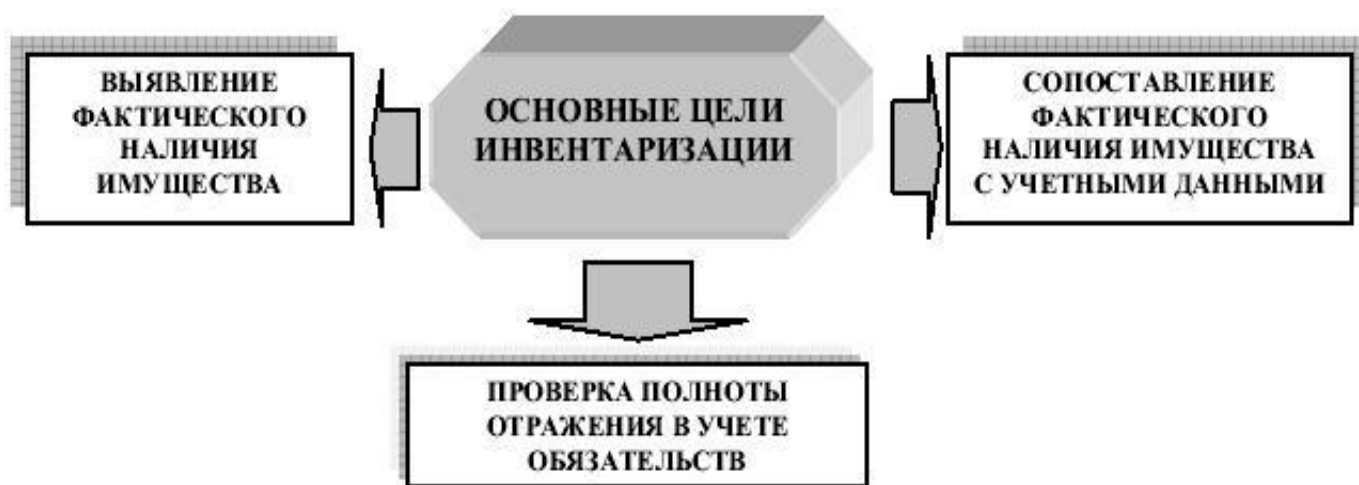 ОСНОВНЫЕ ЦЕЛИ
ИНВЕНТАРИЗАЦИИ
ВЫЯВЛЕНИЕ
ФАКТИЧЕСКОГО
НАЛИЧИЯ
ИМУЩЕСТВА
СОПОСТАВЛЕНИЕ
ФАКТИЧЕСКОГО
НАЛИЧИЯ ИМУЩЕСТВА
С УЧЕТНЫМИ ДАННЫМИ
ПРОВЕРКА ПОЛНОТЫ
ОТРАЖЕНИЯ В УЧЕТЕ
ОБЯЗАТЕЛЬСТВ